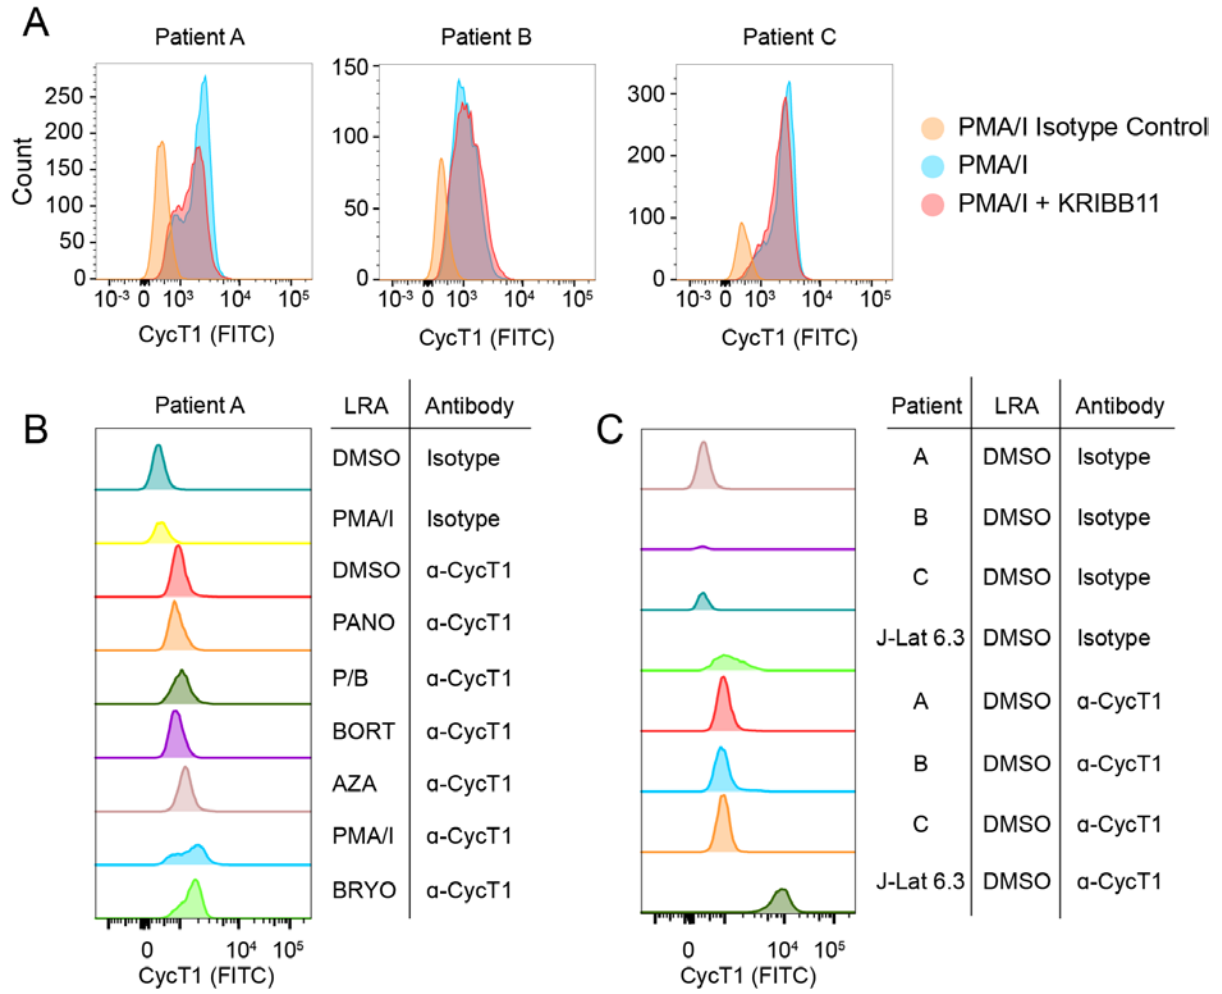 A
Patient A
Patient B
Patient C
Count
250
200
150
100
50
0
150
100
50
0
300
200
100
0
10-3 0 103 104 105
10-3 0 103 104 105
10-3 0 103 104 105
CycT1 (FITC)
CycT1 (FITC)
CycT1 (FITC)
PMA/I Isotype Control
PMA/I
PMA/I + KRIBB11
B
Patient A
LRA Antibody
DMSO Isotype
PMA/I Isotype
DMSO α-CycT1
PANO α-CycT1
P/B α-CycT1
BORT α-CycT1
AZA α-CycT1
PMA/I α-CycT1
BRYO α-CycT1
0 104 105
CycT1 (FITC)
C
Patient LRA Antibody
A DMSO Isotype
B DMSO Isotype
C DMSO Isotype
J-Lat 6.3 DMSO Isotype
A DMSO α-CycT1
B DMSO α-CycT1
C DMSO α-CycT1
J-Lat 6.3 DMSO α-CycT1
0 104 105
CycT1 (FITC)